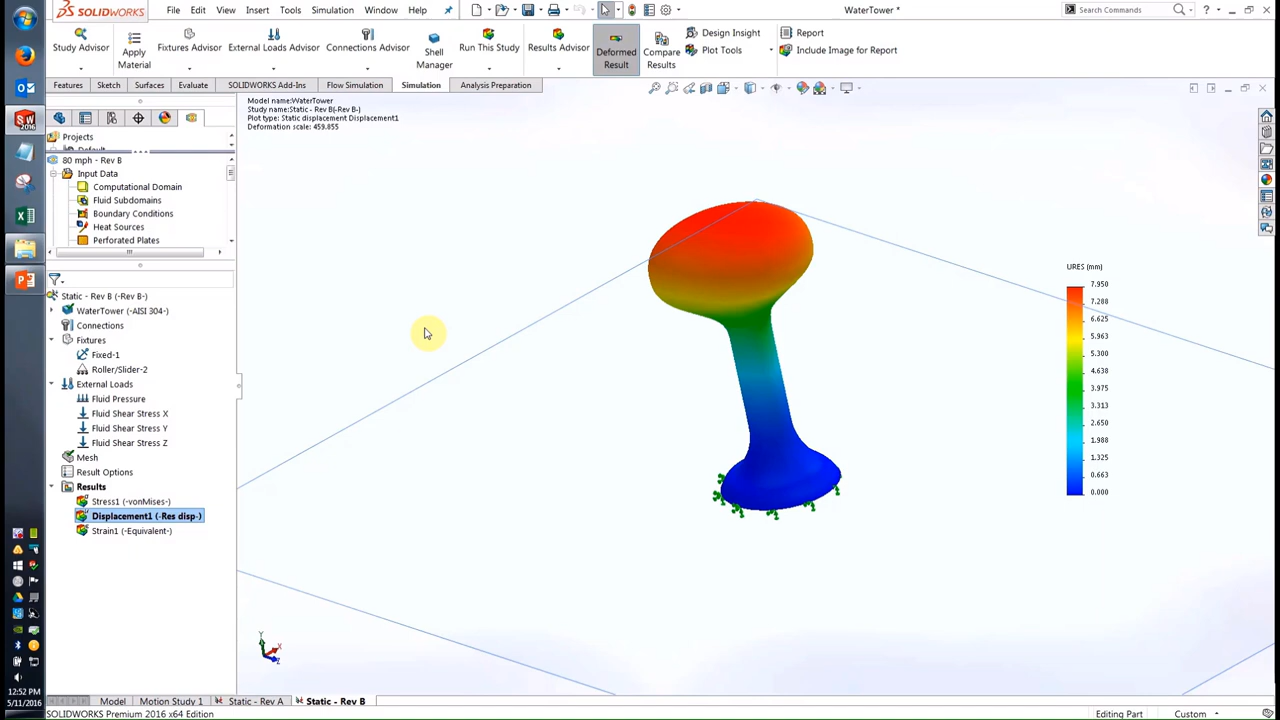 SOLIDWORKS File Edit View Insert Tools Simulation Window Help WaterTower * Search Commands
Study Advisor Apply Material Fixtures Advisor External Loads Advisor Connections Advisor Shell Manager Run This Study Results Advisor Deformed Result Compare Results Design Insight Plot Tools Report Include Image for Report
Features Sketch Surfaces Evaluate SOLIDWORKS Add-Ins Flow Simulation Simulation Analysis Preparation
Model name:WaterTower
Study name:Static - Rev B(-Rev B-)
Plot type: Static displacement Displacement1
Deformation scale: 459.855
Projects
Default
80 mph - Rev B
Input Data
Computational Domain
Fluid Subdomains
Boundary Conditions
Heat Sources
Perforated Plates
Static - Rev B (-Rev B-)
WaterTower (-AISI 304-)
Connections
Fixtures
Fixed-1
Roller/Slider-2
External Loads
Fluid Pressure
Fluid Shear Stress X
Fluid Shear Stress Y
Fluid Shear Stress Z
Mesh
Result Options
Results
Stress1 (-vonMises-)
Displacement1 (-Res disp-)
Strain1 (-Equivalent-)
URES (mm)
7.950
7.288
6.625
5.963
5.300
4.638
3.975
3.313
2.650
1.988
1.325
0.663
0.000
Y
X
Z
12:52 PM
5/11/2016
Model Motion Study 1 Static - Rev A Static - Rev B
SOLIDWORKS Premium 2016 x64 Edition Editing Part Custom